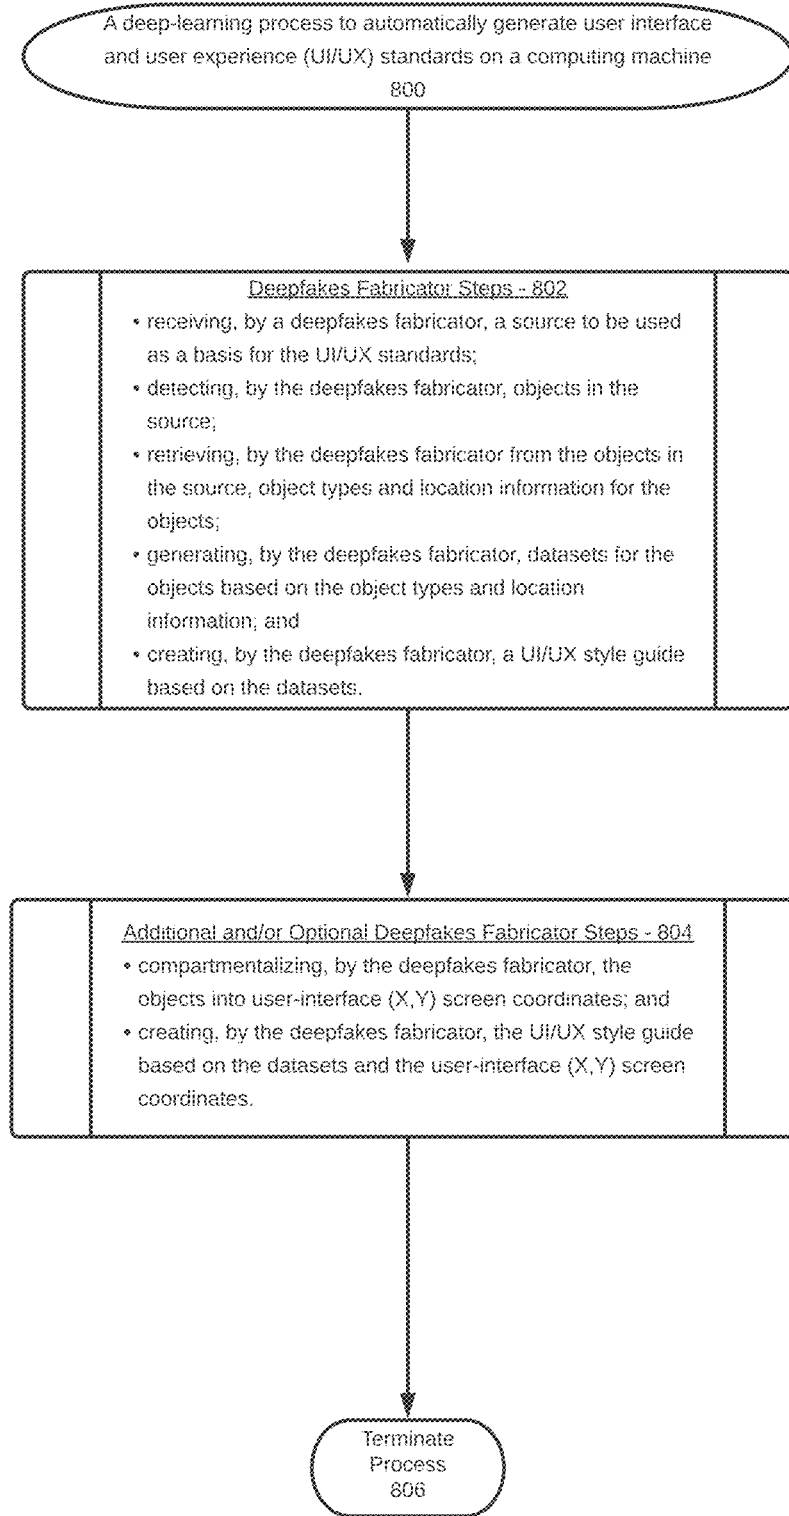 A deep-learning process to automatically generate user interface
and user experience (UI/UX) standards on a computing machine
800
Deepfakes Fabricator Steps - 802
• receiving, by a deepfakes fabricator, a source to be used
as a basis for the UI/UX standards;
• detecting, by the deepfakes fabricator, objects in the
source;
• retrieving, by the deepfakes fabricator from the objects in
the source, object types and location information for the
objects;
• generating, by the deepfakes fabricator, datasets for the
objects based on the object types and location
information; and
• creating, by the deepfakes fabricator, a UI/UX style guide
based on the datasets.
Additional and/or Optional Deepfakes Fabricator Steps - 804
• compartmentalizing, by the deepfakes fabricator, the
objects into user-interface (X,Y) screen coordinates; and
• creating, by the deepfakes fabricator, the UI/UX style guide
based on the datasets and the user-interface (X,Y) screen
coordinates.
Terminate
Process
806